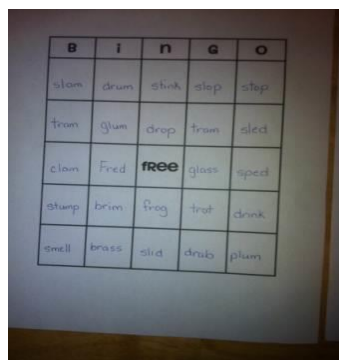 B i n G O
slam drum stink slop stop
tram glum drop tram sled
clam Fred fRee glass sped
stump brim frog trot drink
smell brass slid drab plum